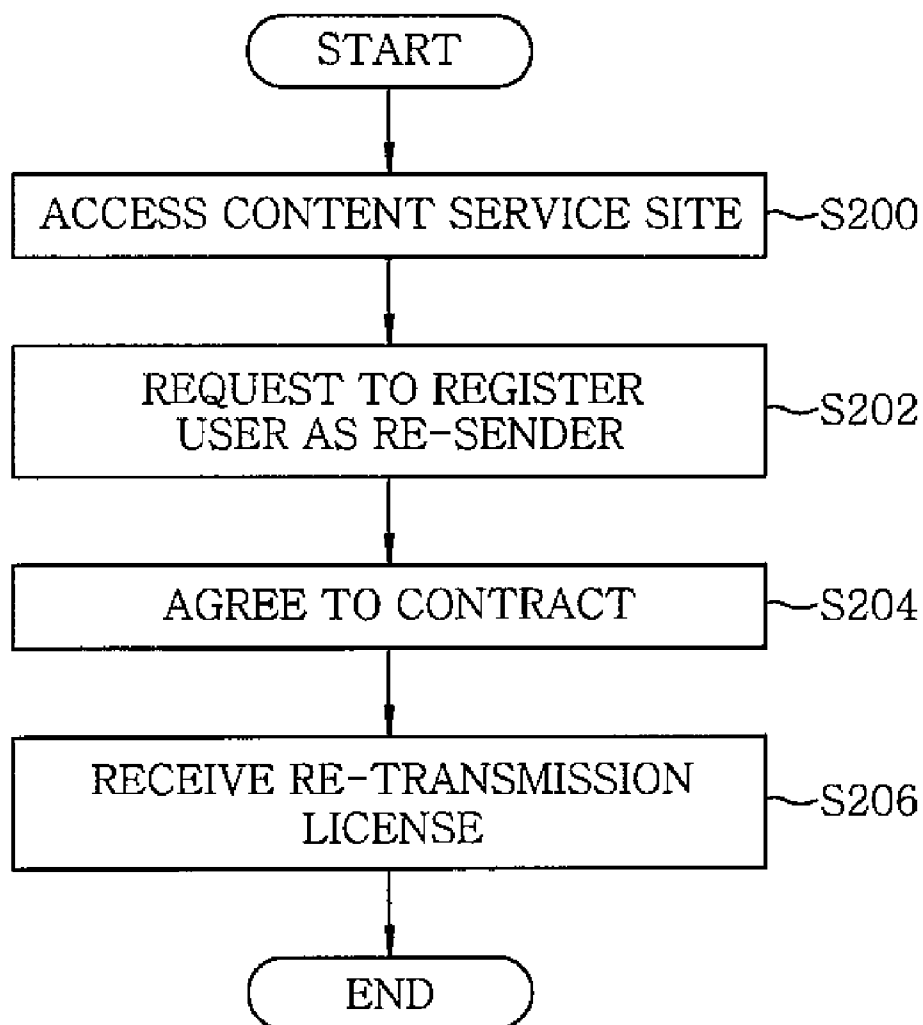 START
ACCESS CONTENT SERVICE SITE
S200
REQUEST TO REGISTER
USER AS RE-SENDER
S202
AGREE TO CONTRACT
S204
RECEIVE RE-TRANSMISSION
LICENSE
S206
END